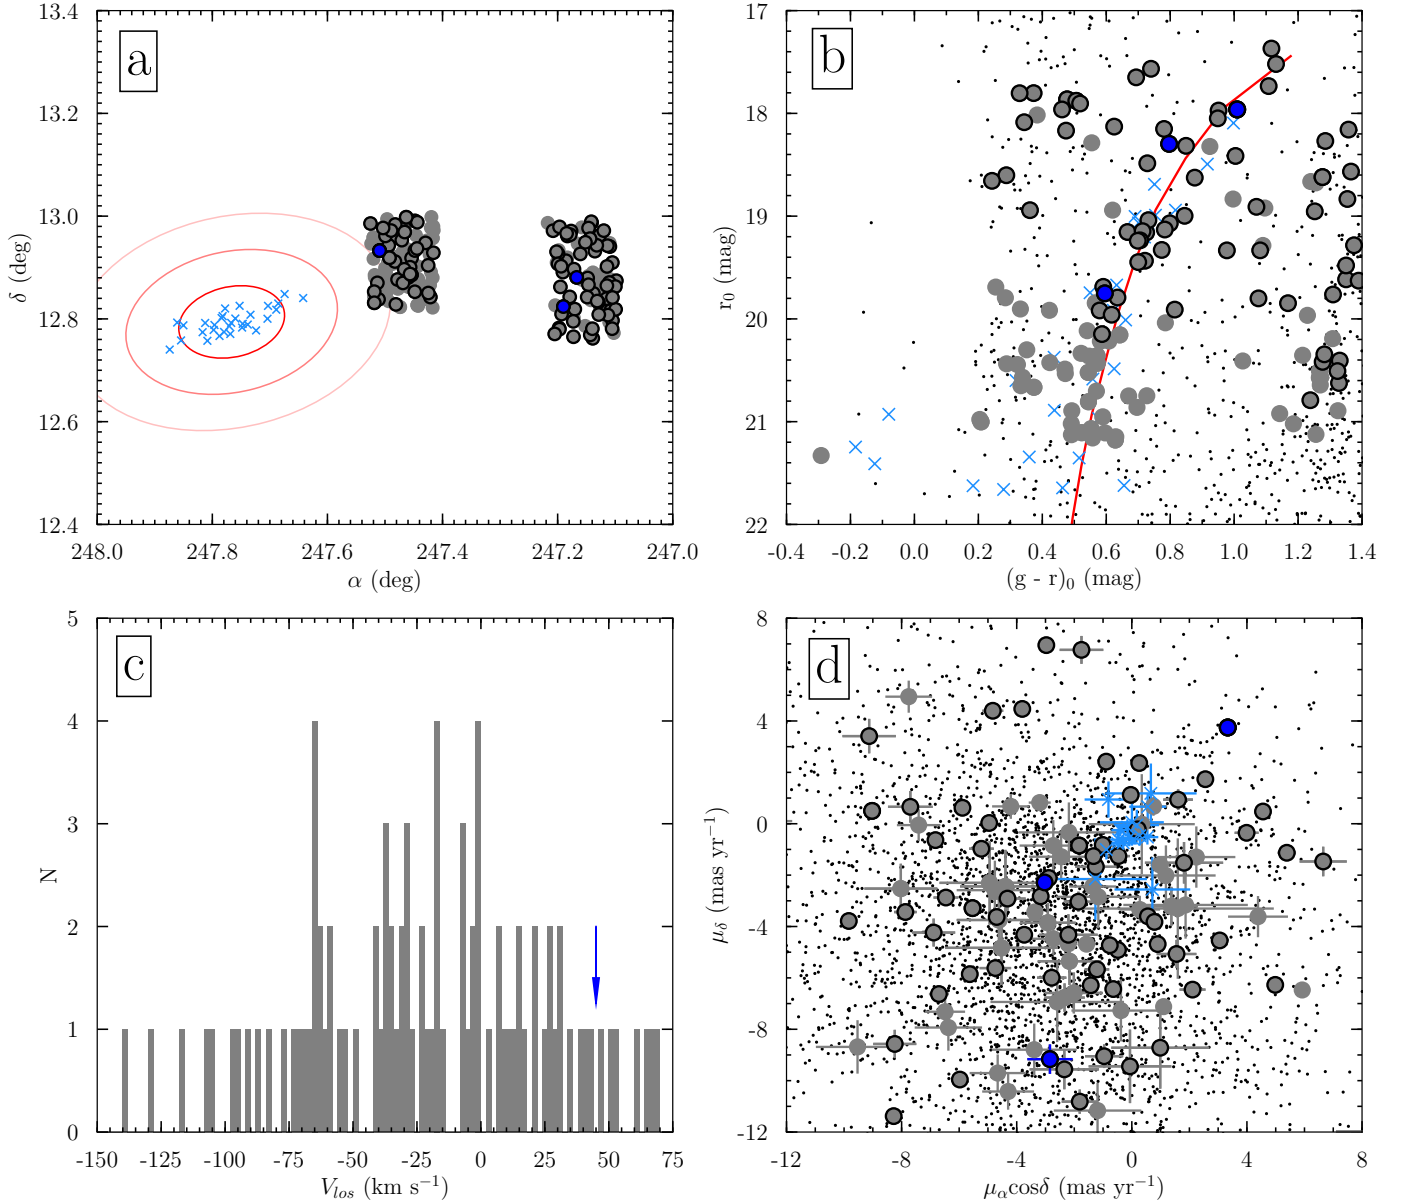 a
13.4
13.2
13.0
12.8
12.6
12.4
δ (deg)
248.0 247.8 247.6 247.4 247.2 247.0
α (deg)
b
17
18
19
20
21
22
r₀ (mag)
-0.4 -0.2 0.0 0.2 0.4 0.6 0.8 1.0 1.2 1.4
(g - r)₀ (mag)
c
5
4
3
2
1
0
N
-150 -125 -100 -75 -50 -25 0 25 50 75
V_los (km s⁻¹)
d
8
4
0
-4
-8
-12
μ_δ (mas yr⁻¹)
-12 -8 -4 0 4 8
μ_αcosδ (mas yr⁻¹)